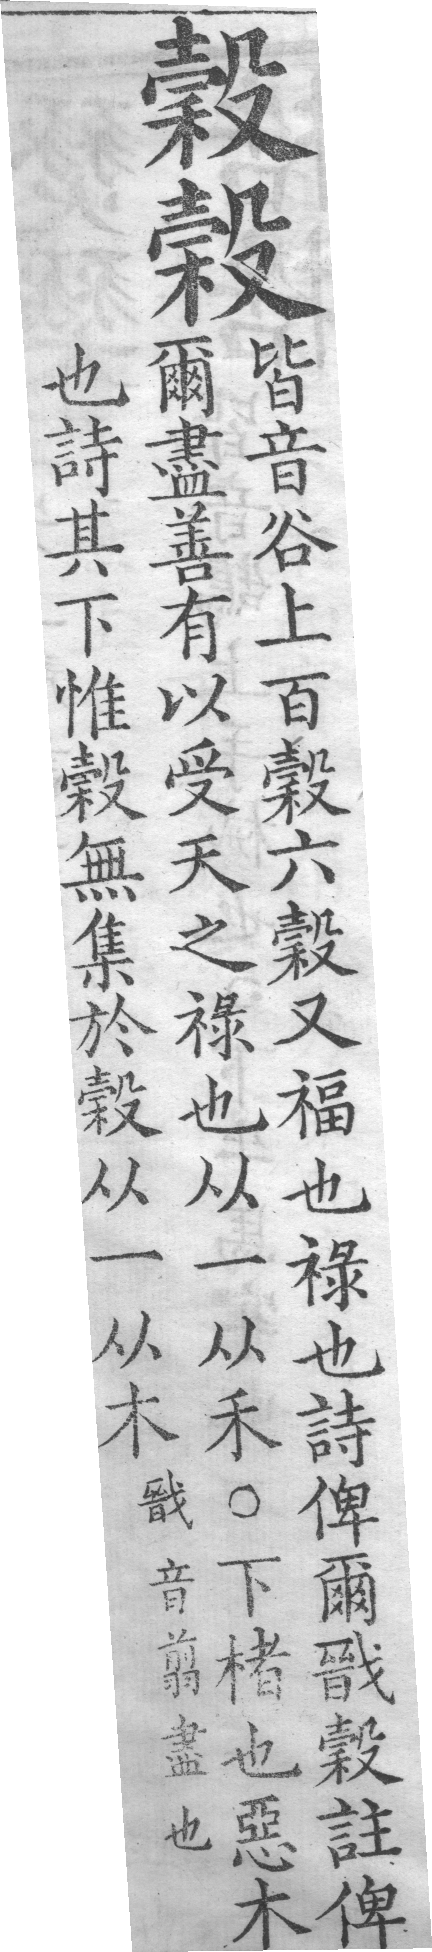 穀榖
皆音谷上百穀六穀又福也祿也詩俾爾戩穀註俾
爾盡善有以受天之祿也从一从禾○下楮也惡木
也詩其下惟榖無集於榖从一从木戩音翦盡也